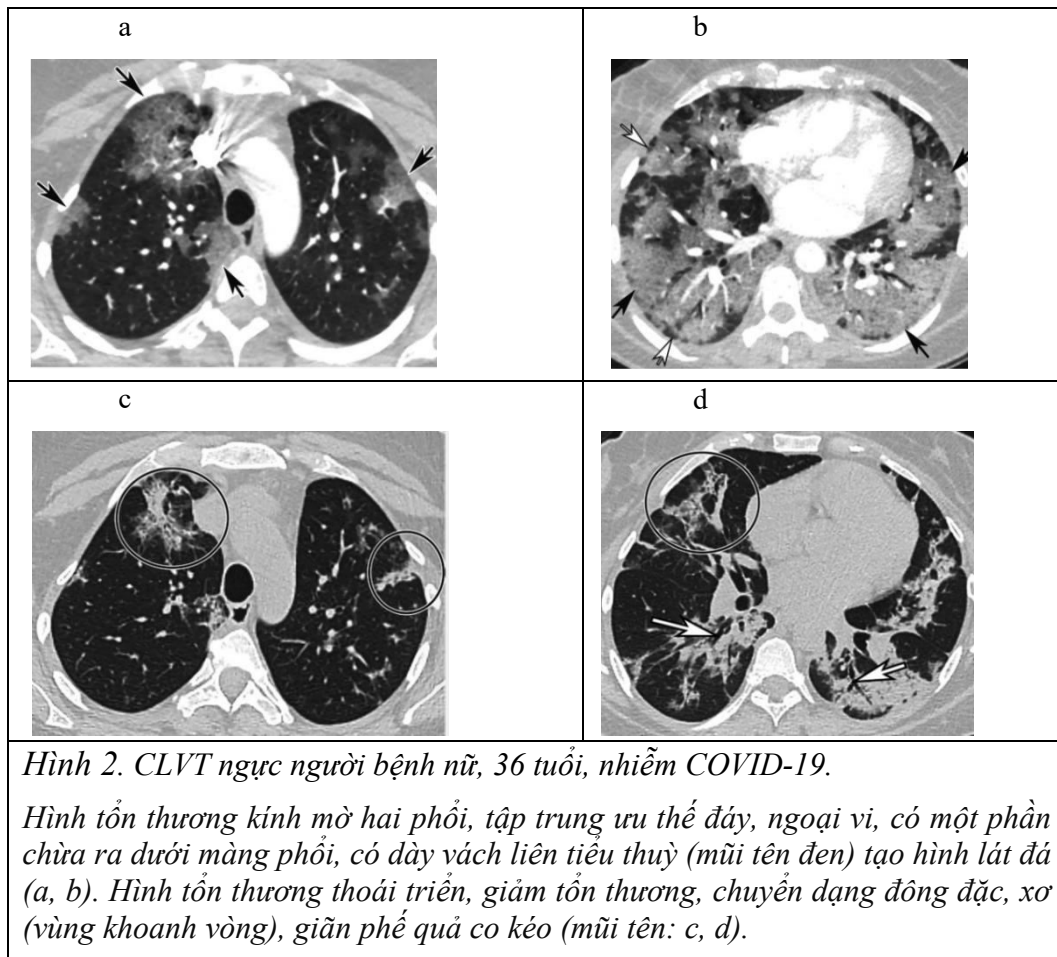 a
b
c
d
Hình 2. CLVT ngực người bệnh nữ, 36 tuổi, nhiễm COVID-19.
Hình tổn thương kính mờ hai phổi, tập trung ưu thế đáy, ngoại vi, có một phần
chừa ra dưới màng phổi, có dày vách liên tiểu thuỳ (mũi tên đen) tạo hình lát đá
(a, b). Hình tổn thương thoái triển, giảm tổn thương, chuyển dạng đông đặc, xơ
(vùng khoanh vòng), giãn phế quả co kéo (mũi tên: c, d).